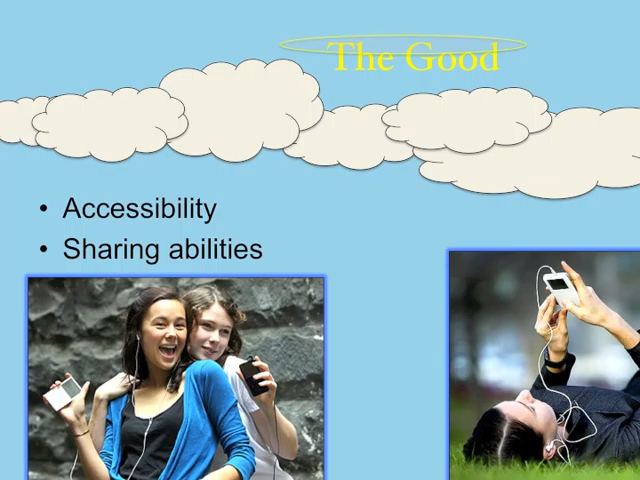 The Good
• Accessibility
• Sharing abilities